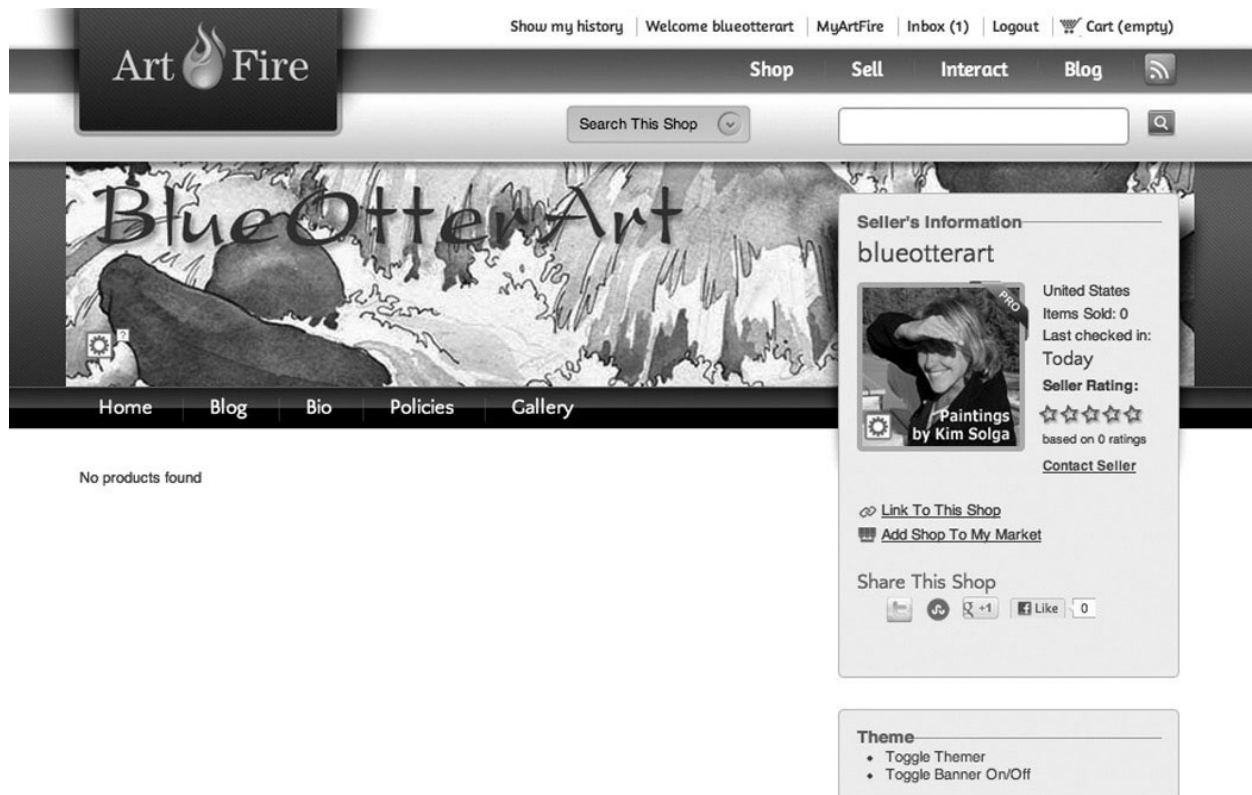 Show my history Welcome blueotterart MyArtFire Inbox (1) Logout Cart (empty)
Art Fire
Shop Sell Interact Blog
Search This Shop
BlueOtterArt
?
Home Blog Bio Policies Gallery
No products found
Seller's Information
blueotterart
PRO
Paintings
by Kim Solga
United States
Items Sold: 0
Last checked in:
Today
Seller Rating:
based on 0 ratings
Contact Seller
Link To This Shop
Add Shop To My Market
Share This Shop
t g +1 f Like 0
Theme
• Toggle Themer
• Toggle Banner On/Off